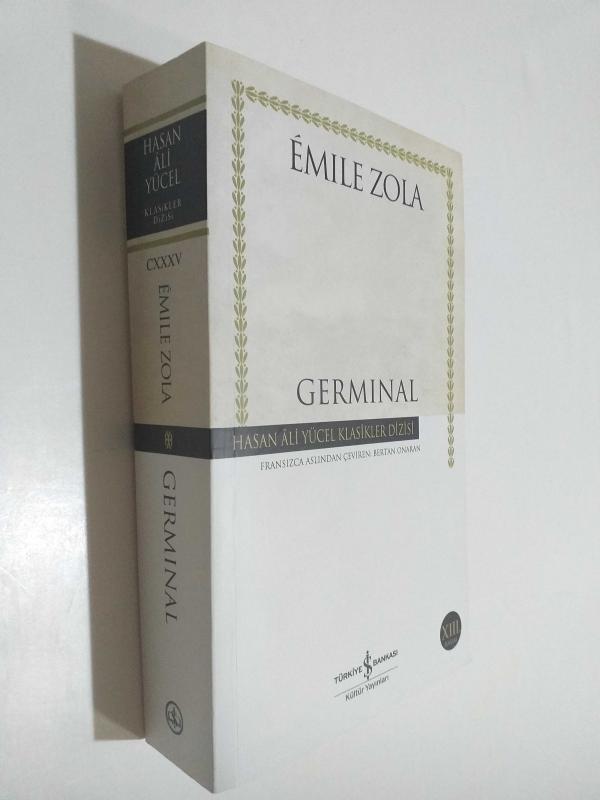 HASAN
ÂLİ
YÜCEL
KLASİKLER
DİZİSİ
CXXXV
ÉMILE ZOLA
GERMINAL
ÉMILE ZOLA
GERMINAL
HASAN ÂLİ YÜCEL KLASİKLER DİZİSİ
FRANSIZCA ASLINDAN ÇEVİREN: BERTAN ONARAN
XIII
TÜRKİYE İŞ BANKASI
Kültür Yayınları